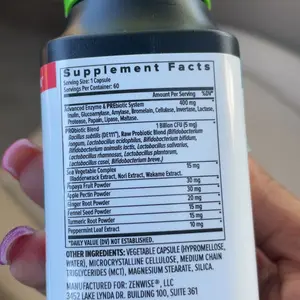 Supplement Facts
Serving Size: 1 Capsule
Servings Per Container: 60
Amount Per Serving %DV*
Advanced Enzyme & PREbiotic System 400 mg
Inulin, Glucoamylase, Amylase, Bromelain, Cellulase, Invertase, Lactase,
Protease, Papain, Lipase, Maltase.
PROBiotic Blend 1 Billion CFU (5 mg)
Bacillus subtilis (DE111®), Raw Probiotic Blend (Bifidobacterium
longum, Bifidobacterium bifidus, Lactobacillus bulgaricus,
Bifidobacterium animalis lactis, Lactobacillus salivarius,
Lactobacillus rhamnosus, Lactobacillus plantarum,
Lactobacillus casei, Bifidobacterium breve.)
Sea Vegetable Complex 15 mg
Bladderwrack Extract, Nori Extract, Wakame Extract.
Papaya Fruit Powder 30 mg *
Apple Pectin Powder 30 mg *
Ginger Root Powder 20 mg *
Fennel Seed Powder 15 mg *
Turmeric Root Powder 15 mg *
Peppermint Leaf Extract 10 mg *
*DAILY VALUE (DV) NOT ESTABLISHED.
OTHER INGREDIENTS: VEGETABLE CAPSULE (HYPROMELLOSE,
WATER), MICROCRYSTALLINE CELLULOSE, MEDIUM CHAIN
TRIGLYCERIDES (MCT), MAGNESIUM STEARATE, SILICA.
MADE FOR: ZENWISE®, LLC
3452 LAKE LYNDA DR. BUILDING 100, SUITE 361